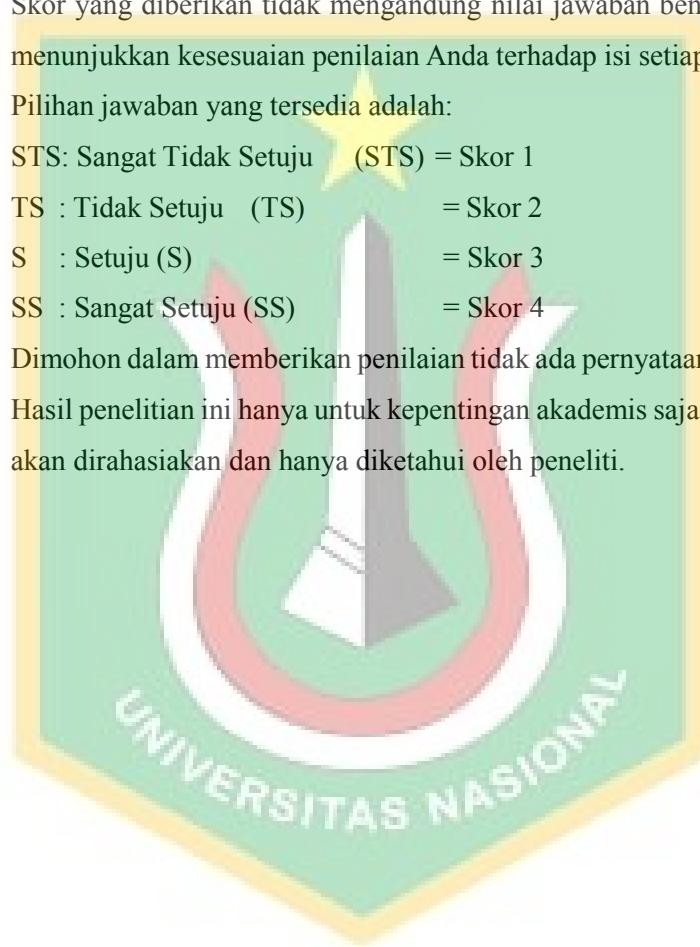 Skor yang diberikan tidak mengandung nilai jawaban
menunjukkan kesesuaian penilaian Anda terhadap isi
Pilihan jawaban yang tersedia adalah:
STS: Sangat Tidak Setuju (STS) = Skor 1
TS : Tidak Setuju (TS) = Skor 2
S : Setuju (S) = Skor 3
SS : Sangat Setuju (SS) = Skor 4
Dimohon dalam memberikan penilaian tidak ada pernyataan
Hasil penelitian ini hanya untuk kepentingan akademis saja
akan dirahasiakan dan hanya diketahui oleh peneliti.
UNIVERSITAS NASIONAL